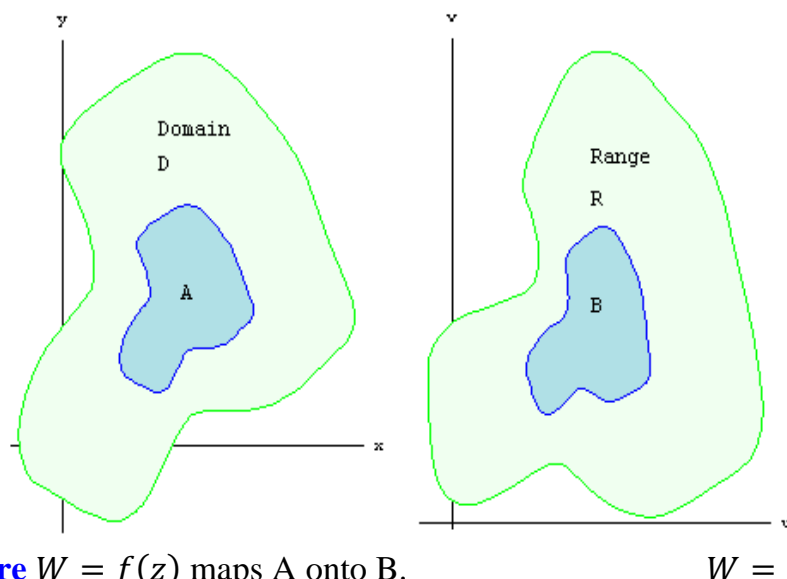 y
v
Domain
D
Range
R
A
B
x
u
re W = f(z) maps A onto B.
W =